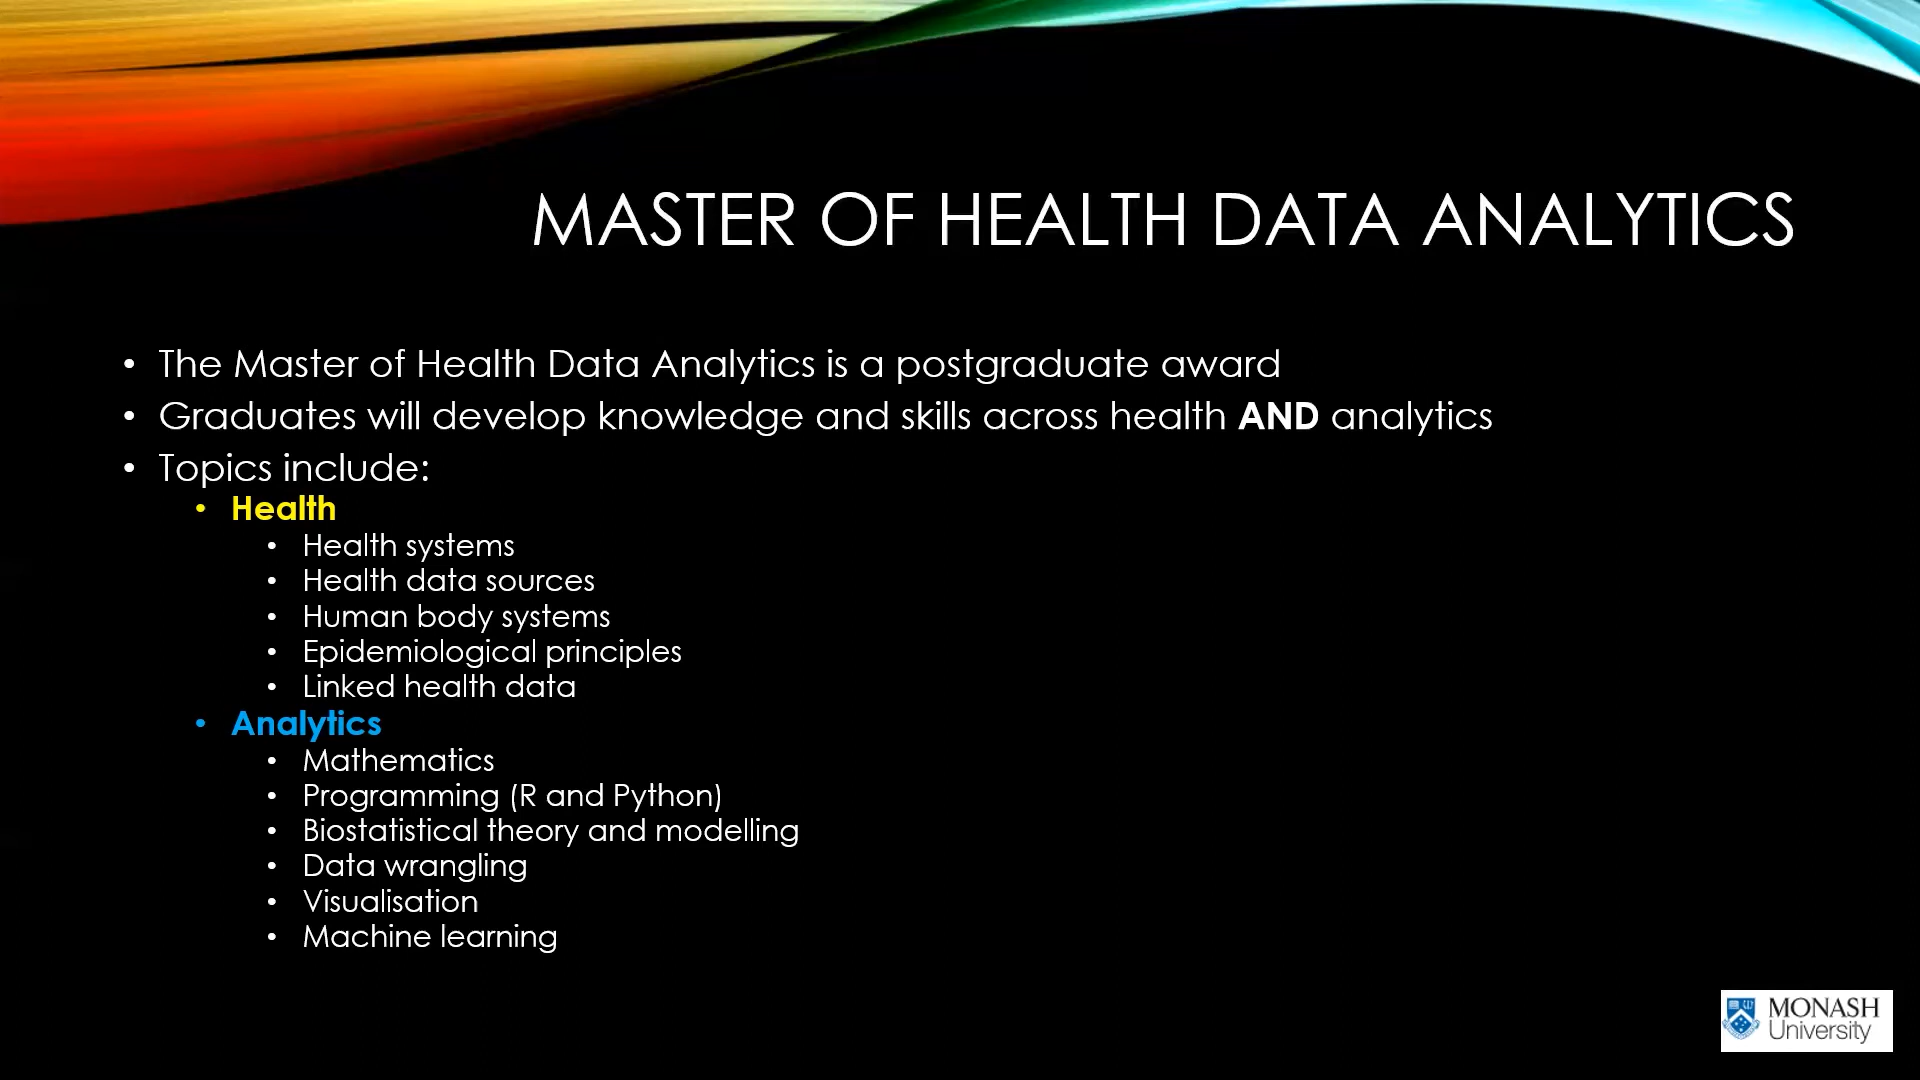 MASTER OF HEALTH DATA ANALYTICS
• The Master of Health Data Analytics is a postgraduate award
• Graduates will develop knowledge and skills across health AND analytics
• Topics include:
• Health
• Health systems
• Health data sources
• Human body systems
• Epidemiological principles
• Linked health data
• Analytics
• Mathematics
• Programming (R and Python)
• Biostatistical theory and modelling
• Data wrangling
• Visualisation
• Machine learning
MONASH
University